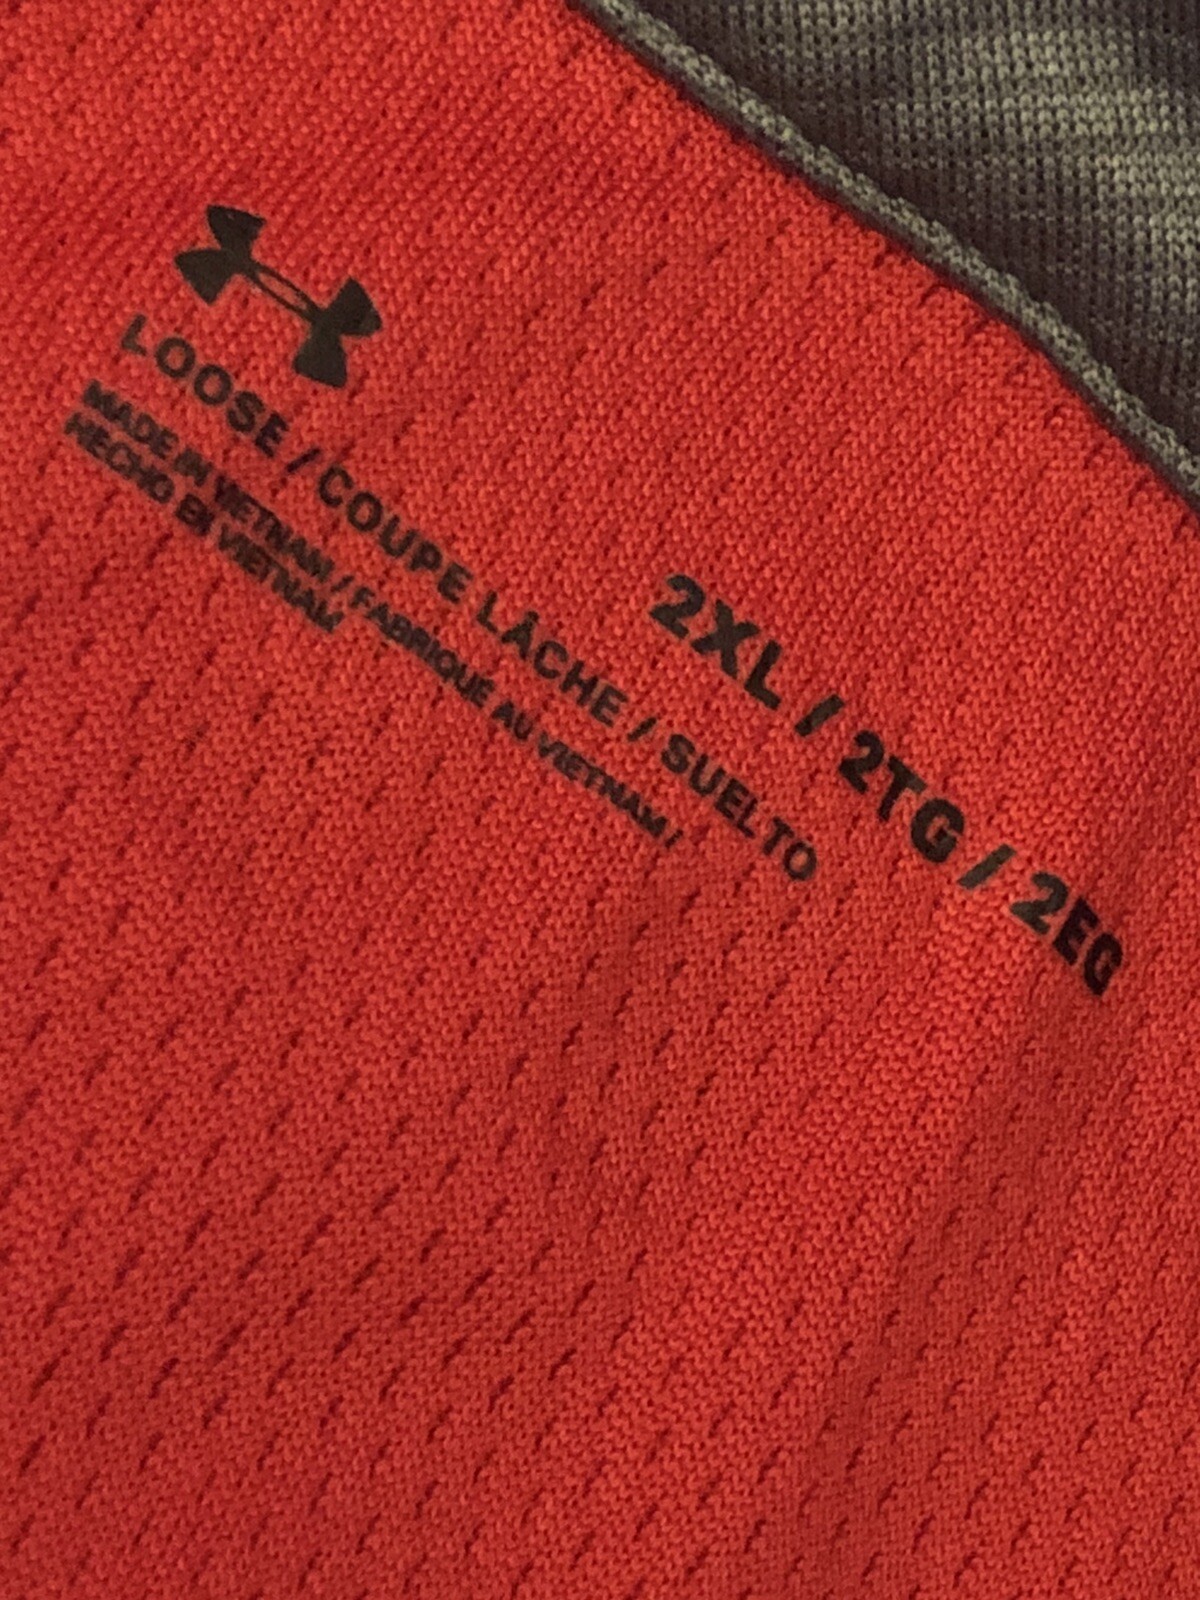 2XL / 2TG / 2EG
LOOSE / COUPE LÂCHE / SUELTO
MADE IN VIETNAM / FABRIQUÉ AU VIETNAM /
HECHO EN VIETNAM